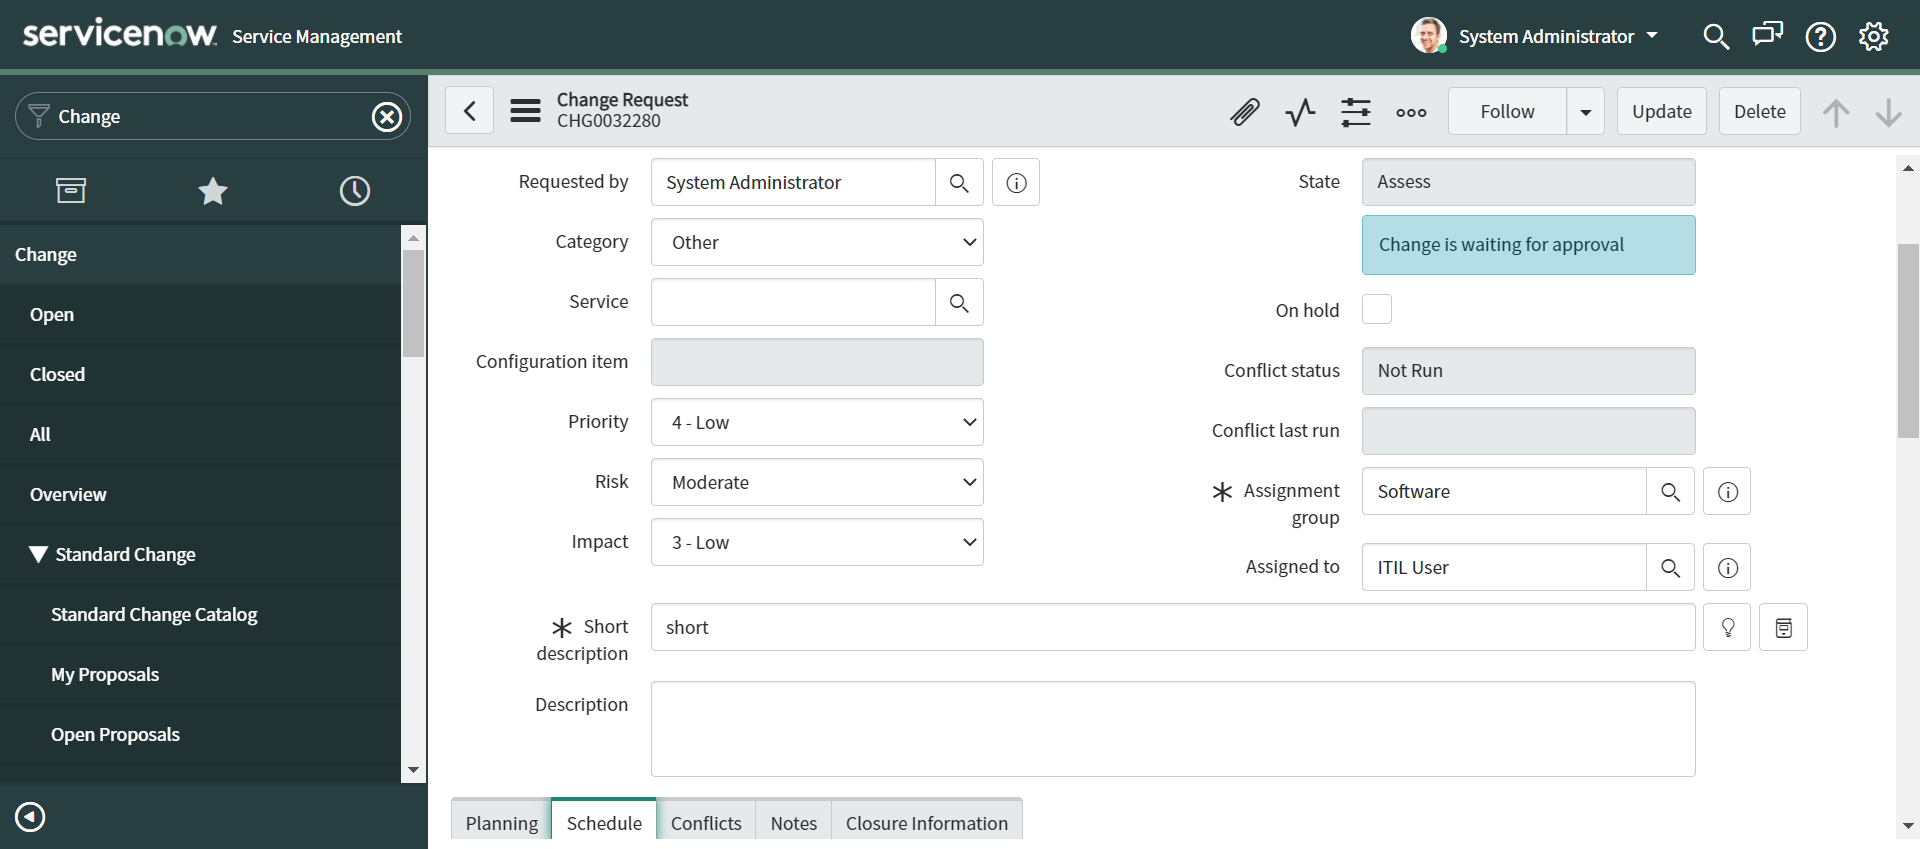 servicenow Service Management
System Administrator
Change
Change
Open
Closed
All
Overview
Standard Change
Standard Change Catalog
My Proposals
Open Proposals
Change Request
CHG0032280
Follow
Update
Delete
Requested by
System Administrator
Category
Other
Service
Configuration item
Priority
4 - Low
Risk
Moderate
Impact
3 - Low
State
Assess
Change is waiting for approval
On hold
Conflict status
Not Run
Conflict last run
Assignment
group
Software
Assigned to
ITIL User
Short
description
short
Description
Planning
Schedule
Conflicts
Notes
Closure Information